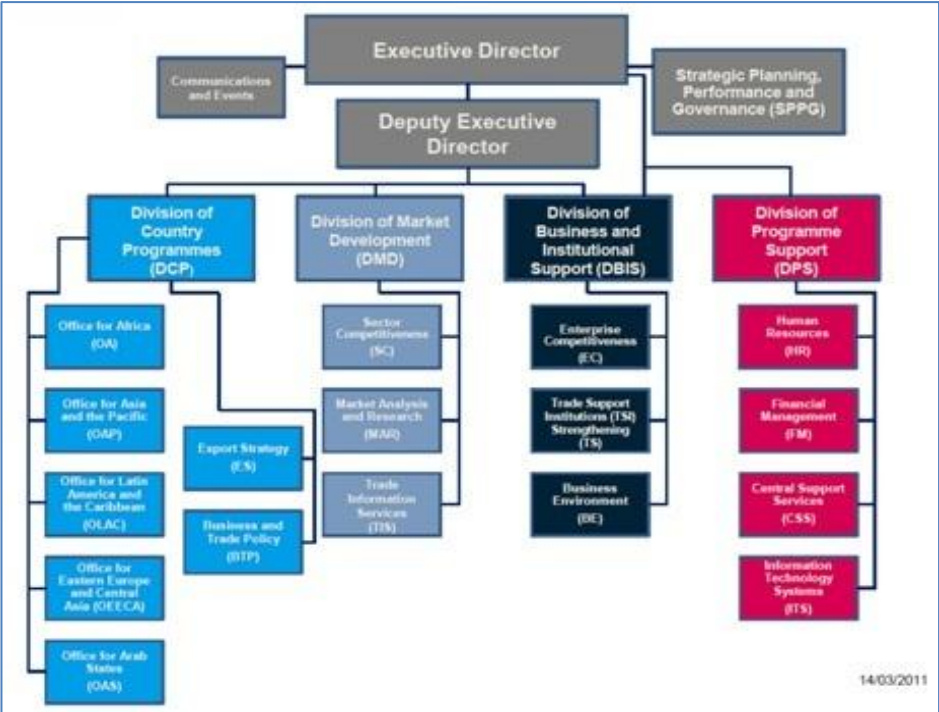 Executive Director
Communications
and Events
Strategic Planning,
Performance and
Governance (SPPG)
Deputy Executive
Director
Division of
Country
Programmes
(DCP)
Division of Market
Development
(DMD)
Division of
Business and
Institutional
Support (DBIS)
Division of
Programme
Support
(DPS)
Office for Africa
(OA)
Office for Asia
and the Pacific
(OAP)
Office for Latin
America and
the Caribbean
(OLAC)
Office for
Eastern Europe
and Central
Asia (OEECA)
Office for Arab
States
(OAS)
Export Strategy
(ES)
Business and
Trade Policy
(BTP)
Sector
Competitiveness
(SC)
Market Analysis
and Research
(MAR)
Trade
Information
Services
(TIS)
Enterprise
Competitiveness
(EC)
Trade Support
Institutions (TSI)
Strengthening
(TS)
Business
Environment
(BE)
Human
Resources
(HR)
Financial
Management
(FM)
Central Support
Services
(CSS)
Information
Technology
Systems
(ITS)
14/03/2011